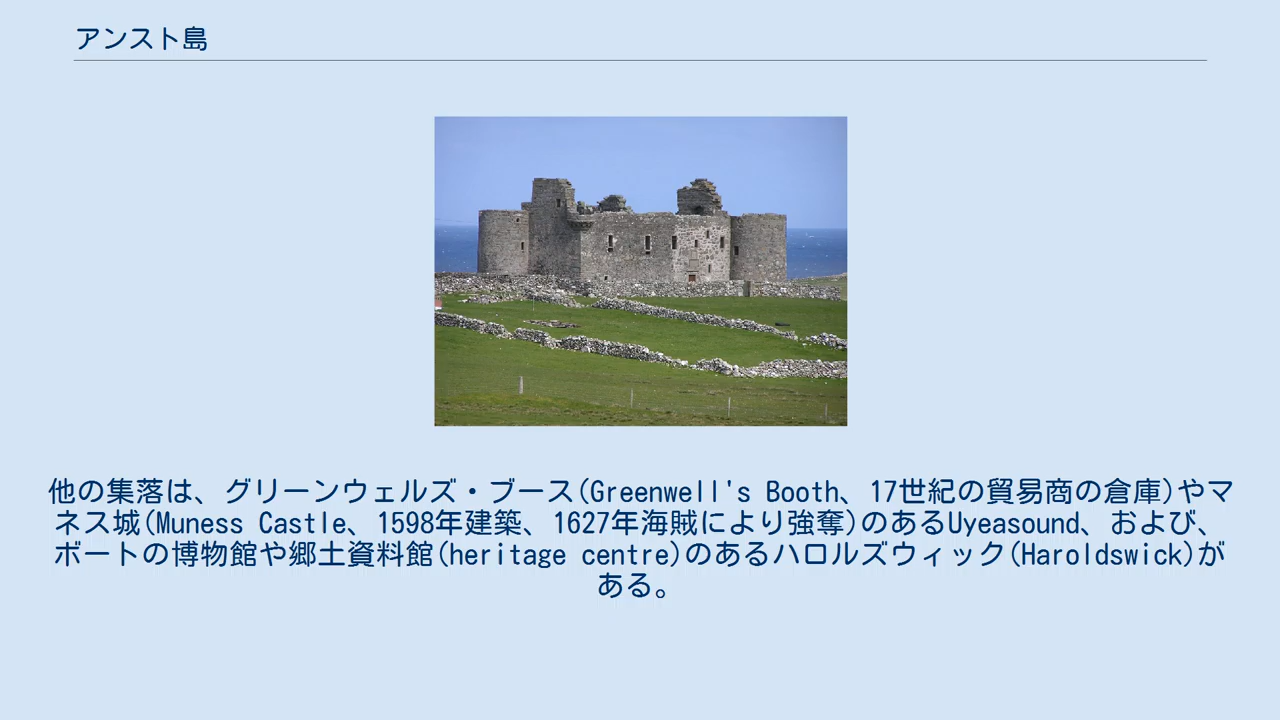 アンスト島
他の集落は、グリーンウェルズ・ブース(Greenwell's Booth、17世紀の貿易商の倉庫)やマ
ネス城(Muness Castle、1598年建築、1627年海賊により強奪)のあるUyeasound、および、
ボートの博物館や郷土資料館(heritage centre)のあるハロルズウィック(Haroldswick)が
ある。